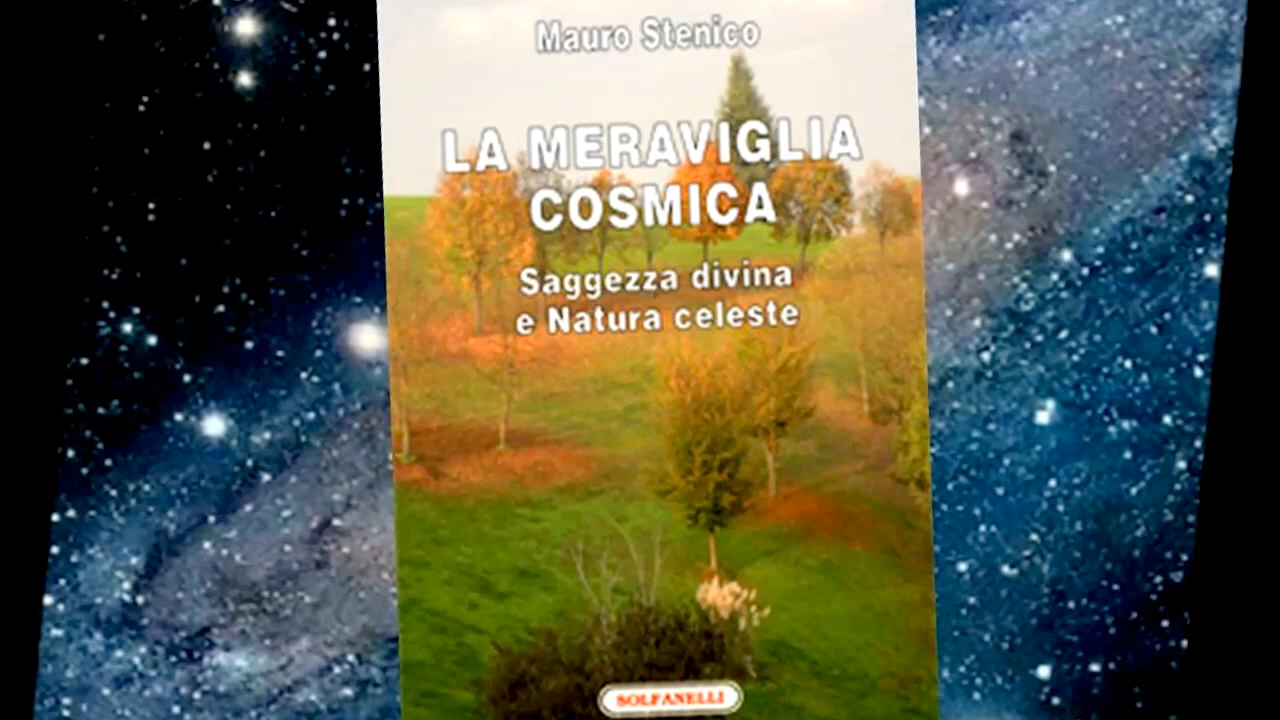 Mauro Stenico
LA MERAVIGLIA
COSMICA
Saggezza divina
e Natura celeste
SOLFANELLI